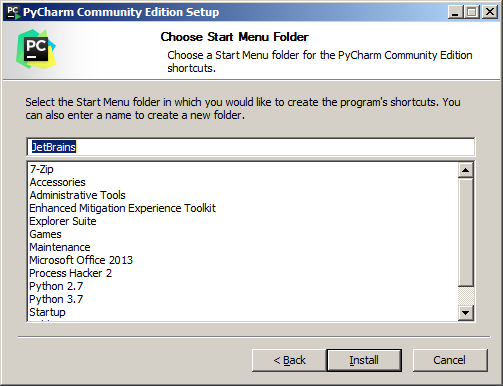 PyCharm Community Edition Setup
PC
Choose Start Menu Folder
Choose a Start Menu folder for the PyCharm Community Edition
shortcuts.
Select the Start Menu folder in which you would like to create the program's shortcuts. You
can also enter a name to create a new folder.
JetBrains
7-Zip
Accessories
Administrative Tools
Enhanced Mitigation Experience Toolkit
Explorer Suite
Games
Maintenance
Microsoft Office 2013
Process Hacker 2
Python 2.7
Python 3.7
Startup
< Back
Install
Cancel